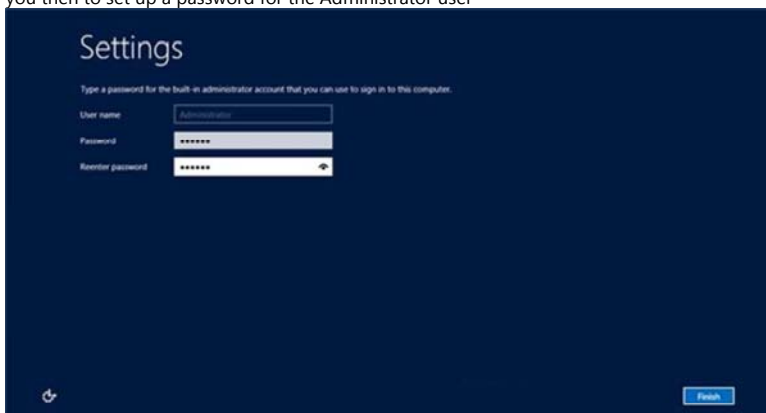 you then to set up a password for the Administrator user
Settings
Type a password for the built-in administrator account that you can use to sign in to this computer.
User name
Administrator
Password
••••••
Reenter password
••••••
Finish